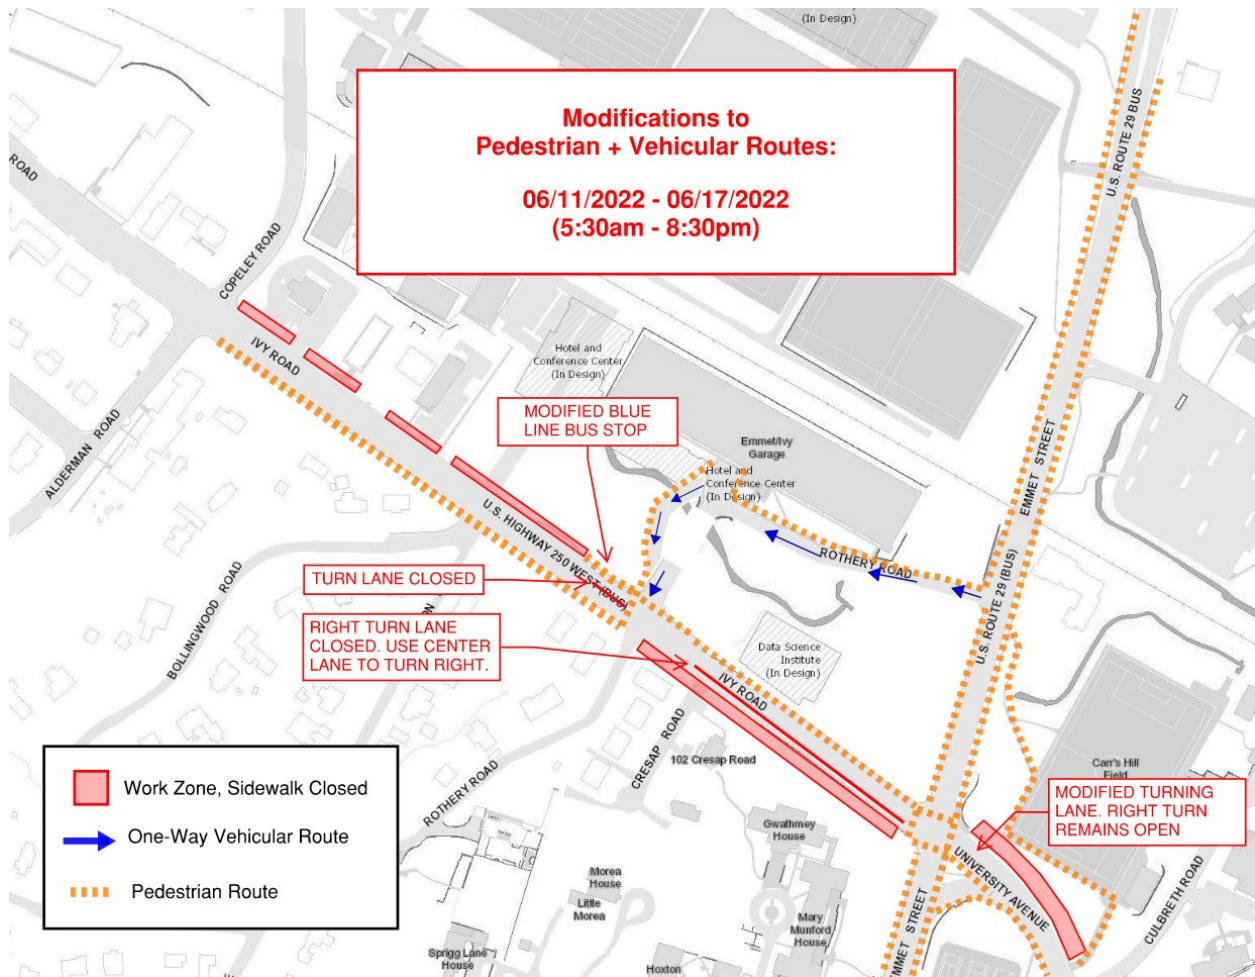 (In Design)
Modifications to
Pedestrian + Vehicular Routes:
06/11/2022 - 06/17/2022
(5:30am - 8:30pm)
ROAD
COPELEY ROAD
U.S. ROUTE 29 BUS
IVY ROAD
ALDERMAN ROAD
Hotel and
Conference Center
(In Design)
MODIFIED BLUE
LINE BUS STOP
Emmet/Ivy
Garage
Hotel and
Conference Center
(In Design)
EMMET STREET
U.S. HIGHWAY 250 WEST (BUS)
ROTHERY ROAD
U.S. ROUTE 29 (BUS)
TURN LANE CLOSED
BOLLINGWOOD ROAD
ON
RIGHT TURN LANE
CLOSED. USE CENTER
LANE TO TURN RIGHT.
Data Science
Institute
(In Design)
IVY ROAD
CRESAP ROAD
102 Cresap Road
ROTHERY ROAD
Carr's Hill
Field
MODIFIED TURNING
LANE. RIGHT TURN
REMAINS OPEN
Work Zone, Sidewalk Closed
One-Way Vehicular Route
Pedestrian Route
Gwathmey
House
UNIVERSITY AVENUE
CULBRETH ROAD
EMMET STREET
Morea
House
Little
Morea
Mary
Munford
House
Sprigg Lane
House
Hoxton